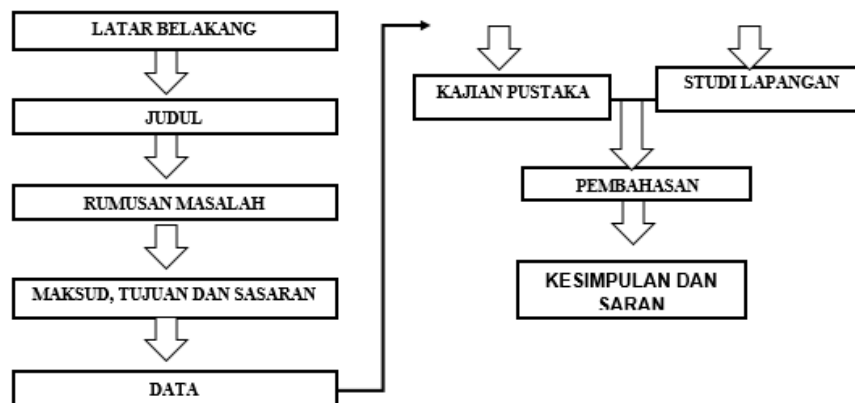 LATAR BELAKANG
JUDUL
RUMUSAN MASALAH
MAKSUD, TUJUAN DAN SASARAN
DATA
KAJIAN PUSTAKA
STUDI LAPANGAN
PEMBAHASAN
KESIMPULAN DAN
SARAN